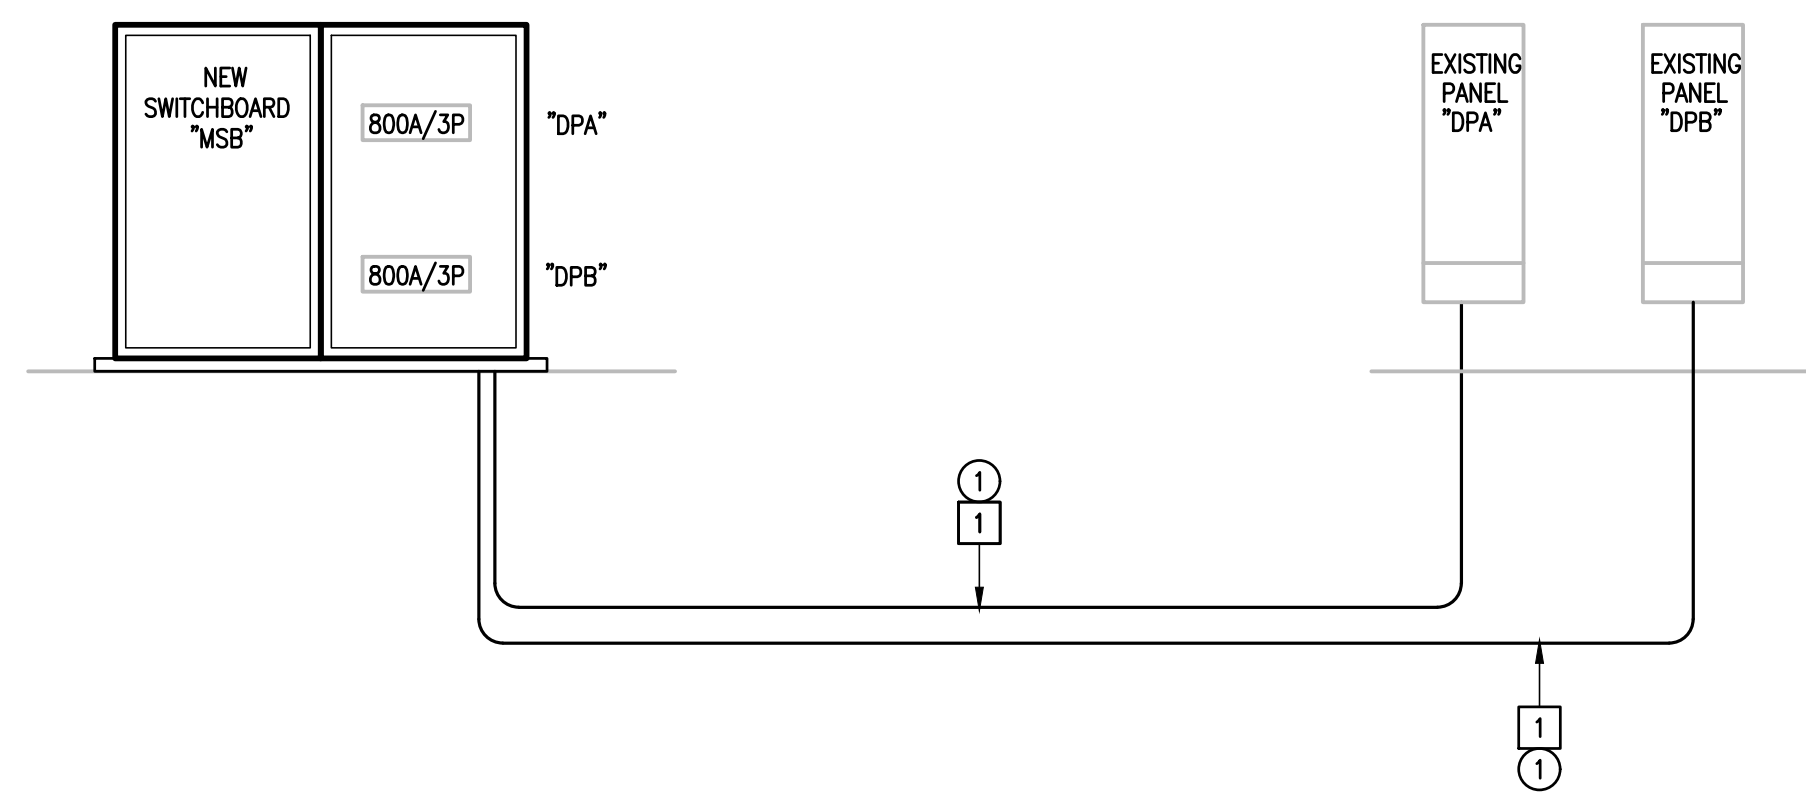 NEW
SWITCHBOARD
"MSB"
800A/3P
"DPA"
800A/3P
"DPB"
EXISTING
PANEL
"DPA"
EXISTING
PANEL
"DPB"
1
1
1
1